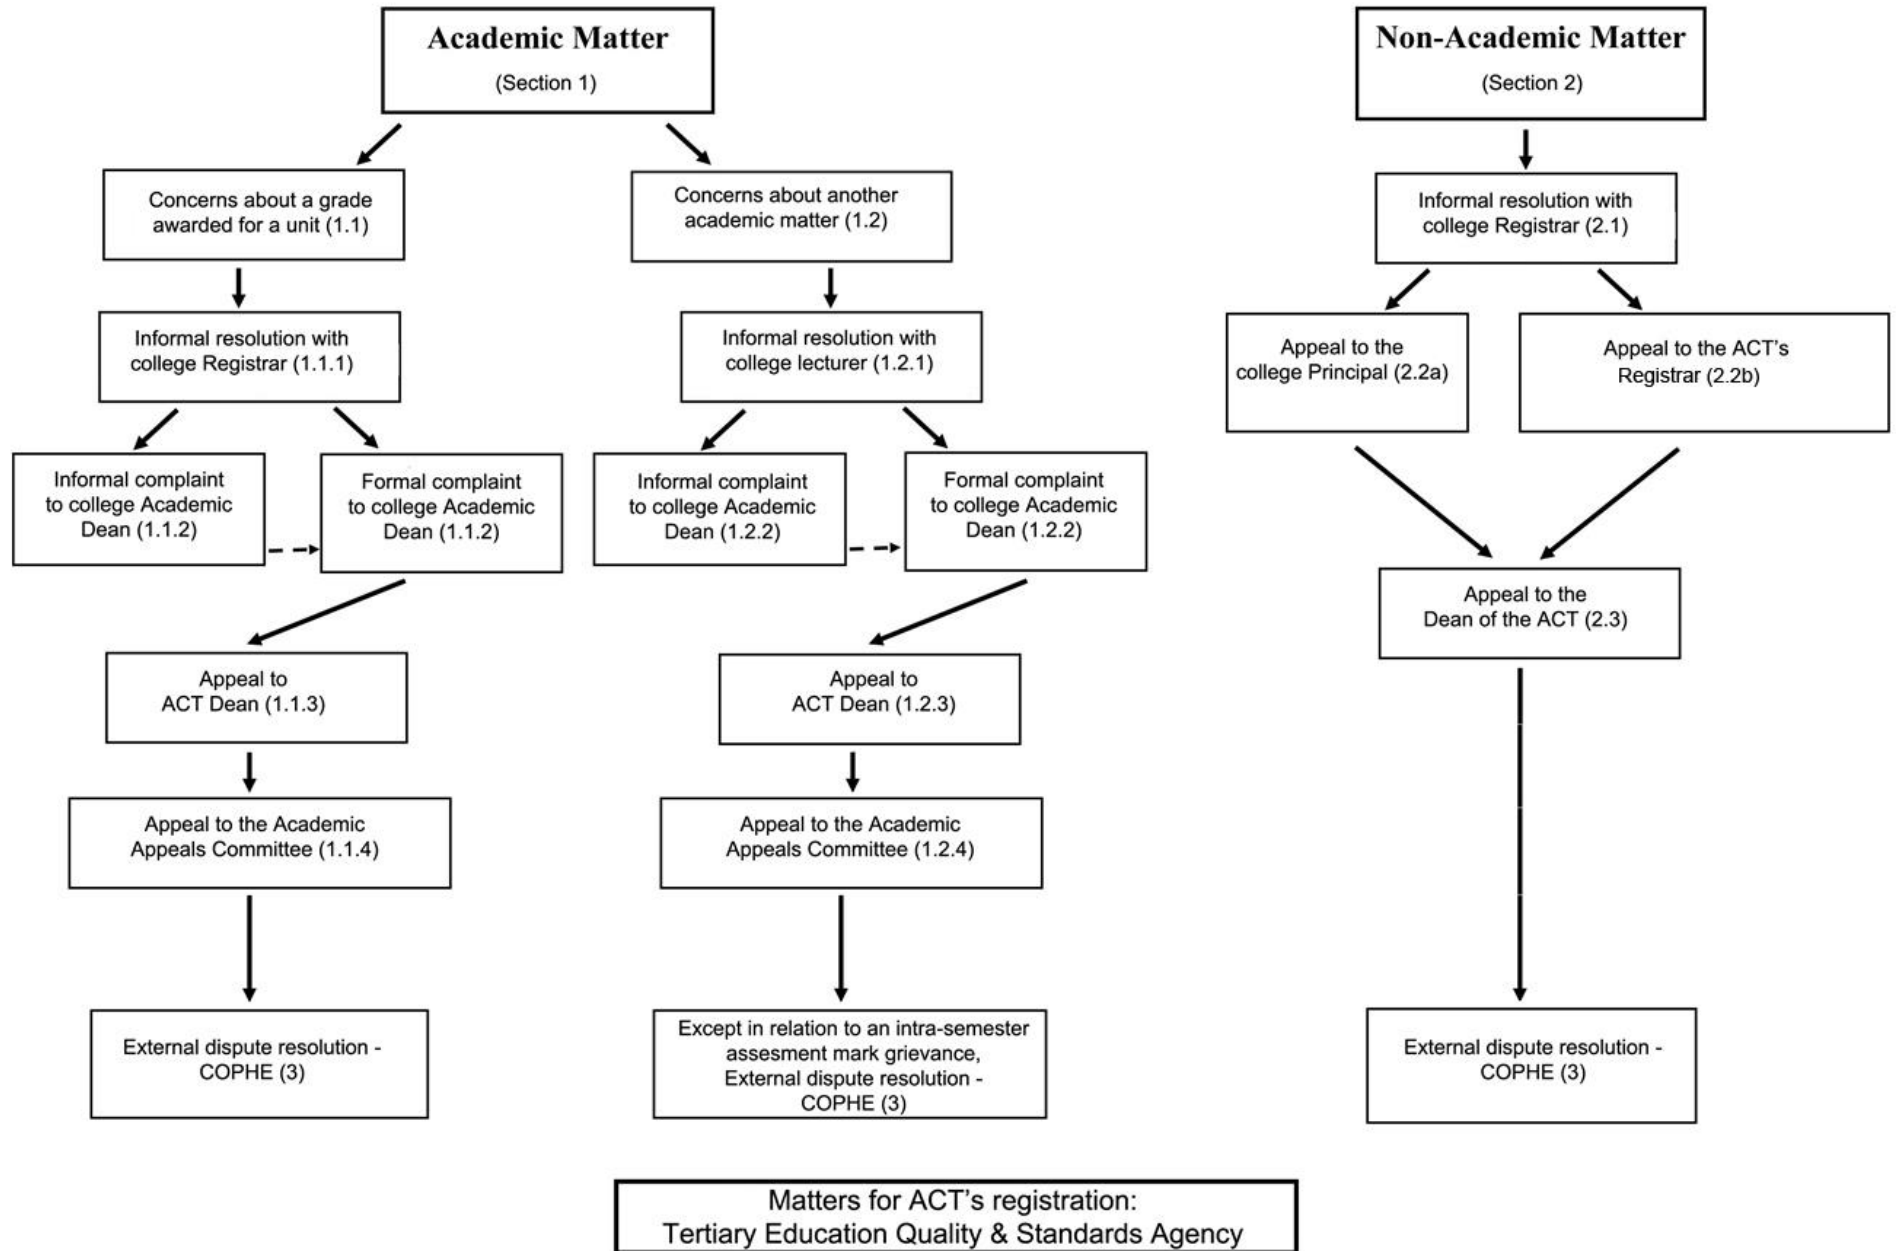 Academic Matter
(Section 1)
Non-Academic Matter
(Section 2)
Concerns about a grade
awarded for a unit (1.1)
Concerns about another
academic matter (1.2)
Informal resolution with
college Registrar (2.1)
Informal resolution with
college Registrar (1.1.1)
Informal resolution with
college lecturer (1.2.1)
Appeal to the
college Principal (2.2a)
Appeal to the ACT's
Registrar (2.2b)
Informal complaint
to college Academic
Dean (1.1.2)
Formal complaint
to college Academic
Dean (1.1.2)
Informal complaint
to college Academic
Dean (1.2.2)
Formal complaint
to college Academic
Dean (1.2.2)
Appeal to the
Dean of the ACT (2.3)
Appeal to
ACT Dean (1.1.3)
Appeal to
ACT Dean (1.2.3)
Appeal to the Academic
Appeals Committee (1.1.4)
Appeal to the Academic
Appeals Committee (1.2.4)
External dispute resolution -
COPHE (3)
Except in relation to an intra-semester
assesment mark grievance,
External dispute resolution -
COPHE (3)
External dispute resolution -
COPHE (3)
Matters for ACT's registration:
Tertiary Education Quality & Standards Agency